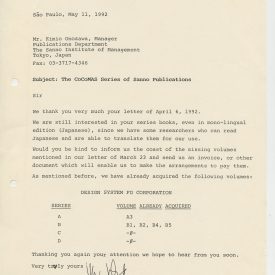 São Paulo, May 11, 1992
Mr. Kimio Onodawa, Manager
Publications Department
The Sanno Institute of Management
Tokyo, Japan
Fax: 03-3717-4346
Subject: The CoCoMAS Series of Sanno Publications
Sir
We thank you very much your letter of April 6, 1992.
We are still interested in your series books, even in mono-lingual
edition (Japanese), since we have some researchers who can read
Japanese and are able to translate them for our use.
Would you be kind to inform us the coast of the missing volumes
mentioned in our letter of March 22 and send us an invoice, or other
document which will enable us to make the arrangements to pay them.
As mentioned before, we have already acquired the following volumes:
DESIGN SYSTEM PD CORPORATION
SERIES VOLUME ALREADY ACQUIRED
A A3
B B1, B2, B4, B5
C -Ø-
D -Ø-
Thanking you again your attention we hope to hear from you soon.
Very truly yours